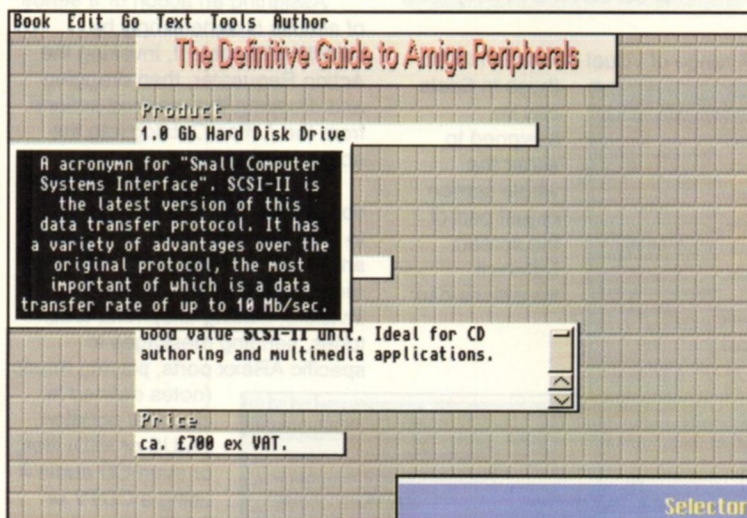 Book Edit Go Text Tools Author
The Definitive Guide to Amiga Peripherals
Product
1.0 Gb Hard Disk Drive
A acronymn for "Small Computer
Systems Interface". SCSI-II is
the latest version of this
data transfer protocol. It has
a variety of advantages over the
original protocol, the most
important of which is a data
transfer rate of up to 10 Mb/sec.
Good value SCSI-II unit. Ideal for CD
authoring and multimedia applications.
specific ARexx ports,
(notes
Price
ca. £700 ex VAT.
Selector